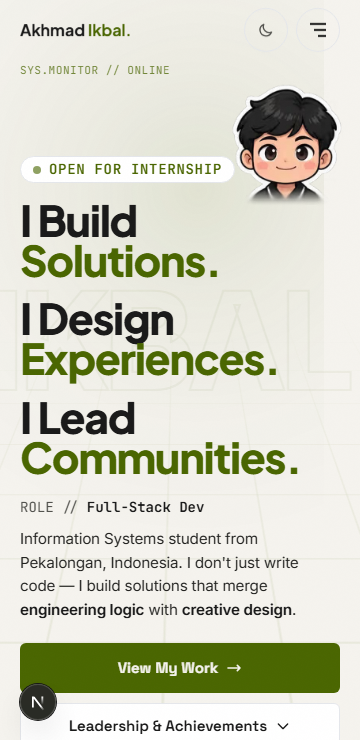 Akhmad Ikbal.
SYS.MONITOR // ONLINE
OPEN FOR INTERNSHIP
I Build
Solutions.
IKBAL
I Design
Experiences.
I Lead
Communities.
ROLE // Full-Stack Dev
Information Systems student from
Pekalongan, Indonesia. I don't just write
code — I build solutions that merge
engineering logic with creative design.
View My Work →
N
Leadership & Achievements